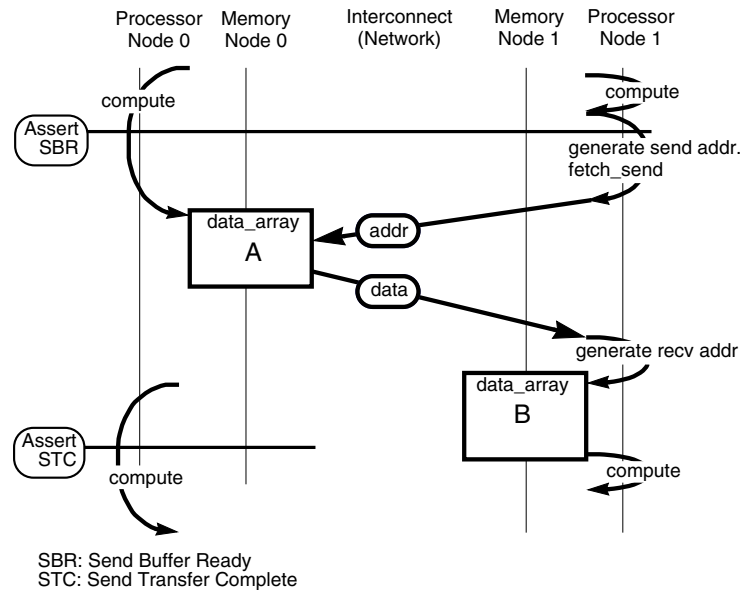 Processor
Node 0
Memory
Node 0
Interconnect
(Network)
Memory
Node 1
Processor
Node 1
compute
compute
Assert
SBR
generate send addr.
fetch_send
data_array
A
addr
data
generate recv addr
data_array
B
Assert
STC
compute
compute
SBR: Send Buffer Ready
STC: Send Transfer Complete